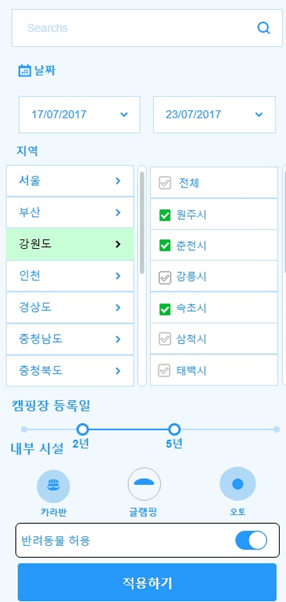 Searchs
날짜
17/07/2017 23/07/2017
지역
서울
부산
강원도
인천
경상도
충청남도
충청북도
전체
원주시
춘천시
강릉시
속초시
삼척시
태백시
캠핑장 등록일
2년 5년
내부 시설
카라반 글램핑 오토
반려동물 허용
적용하기